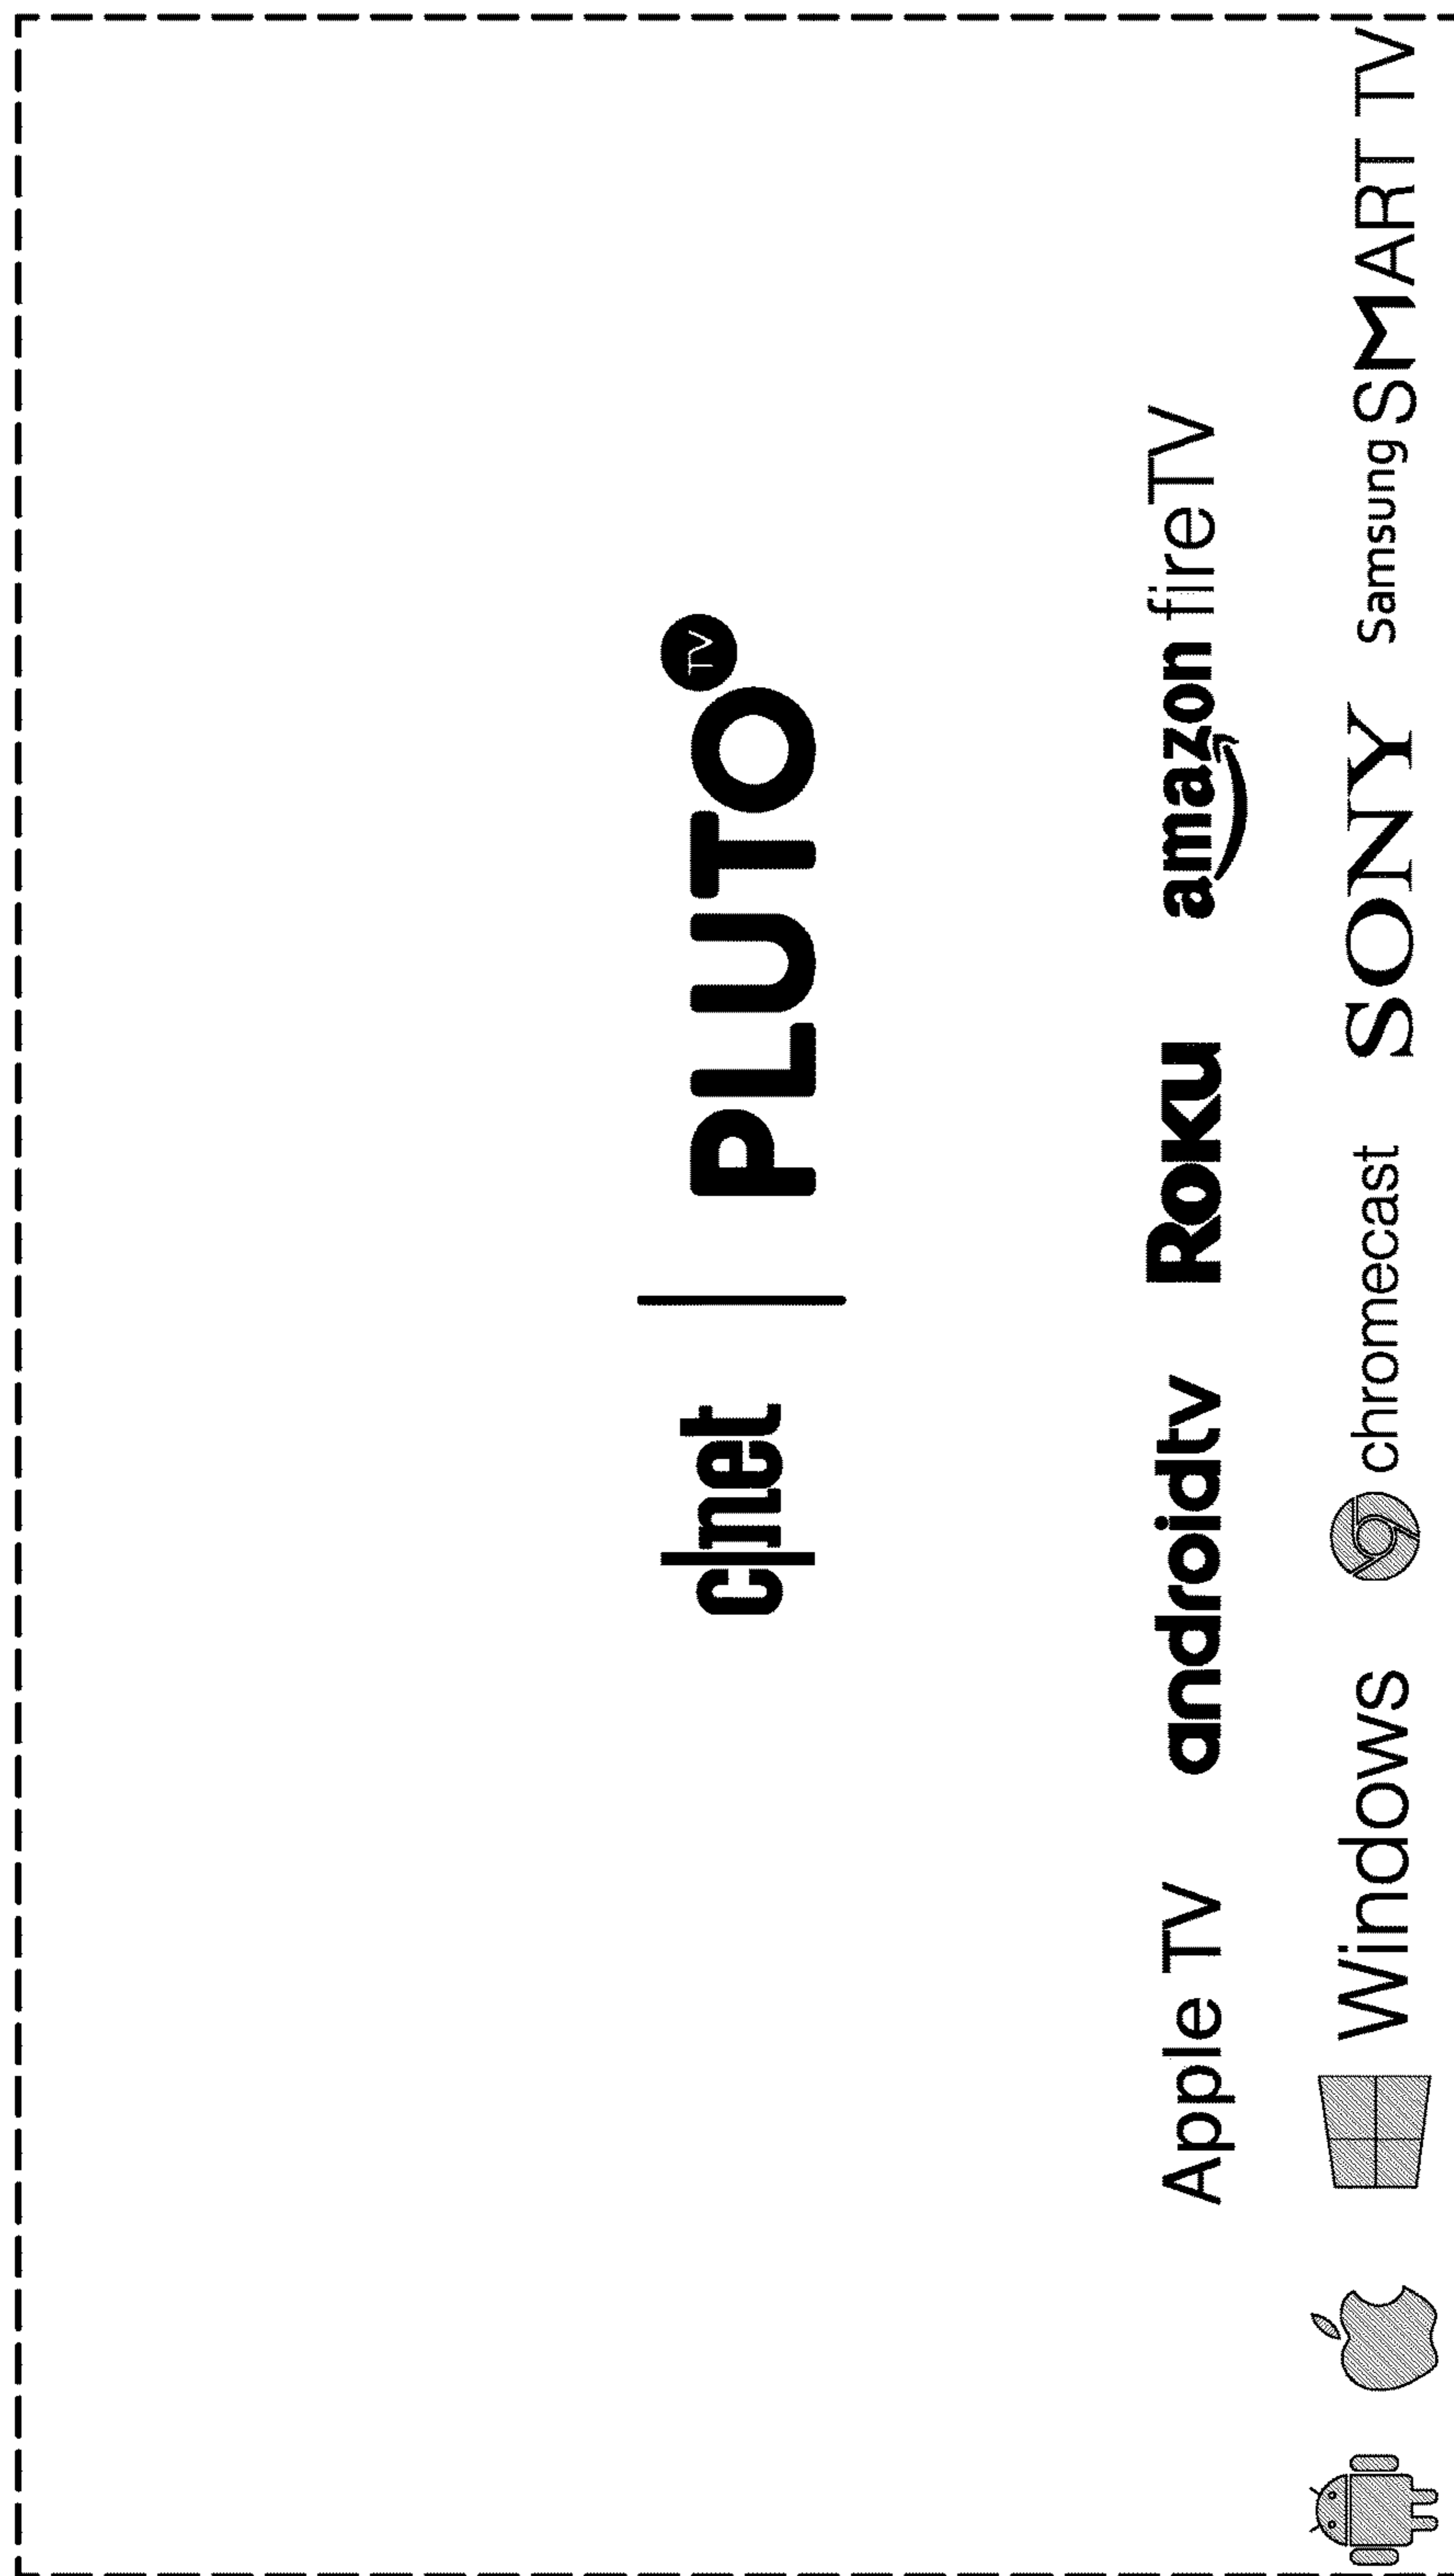 c|net | PLUTO TV
Apple TV androidtv Roku amazon fireTV
Windows chromecast SONY Samsung SMART TV